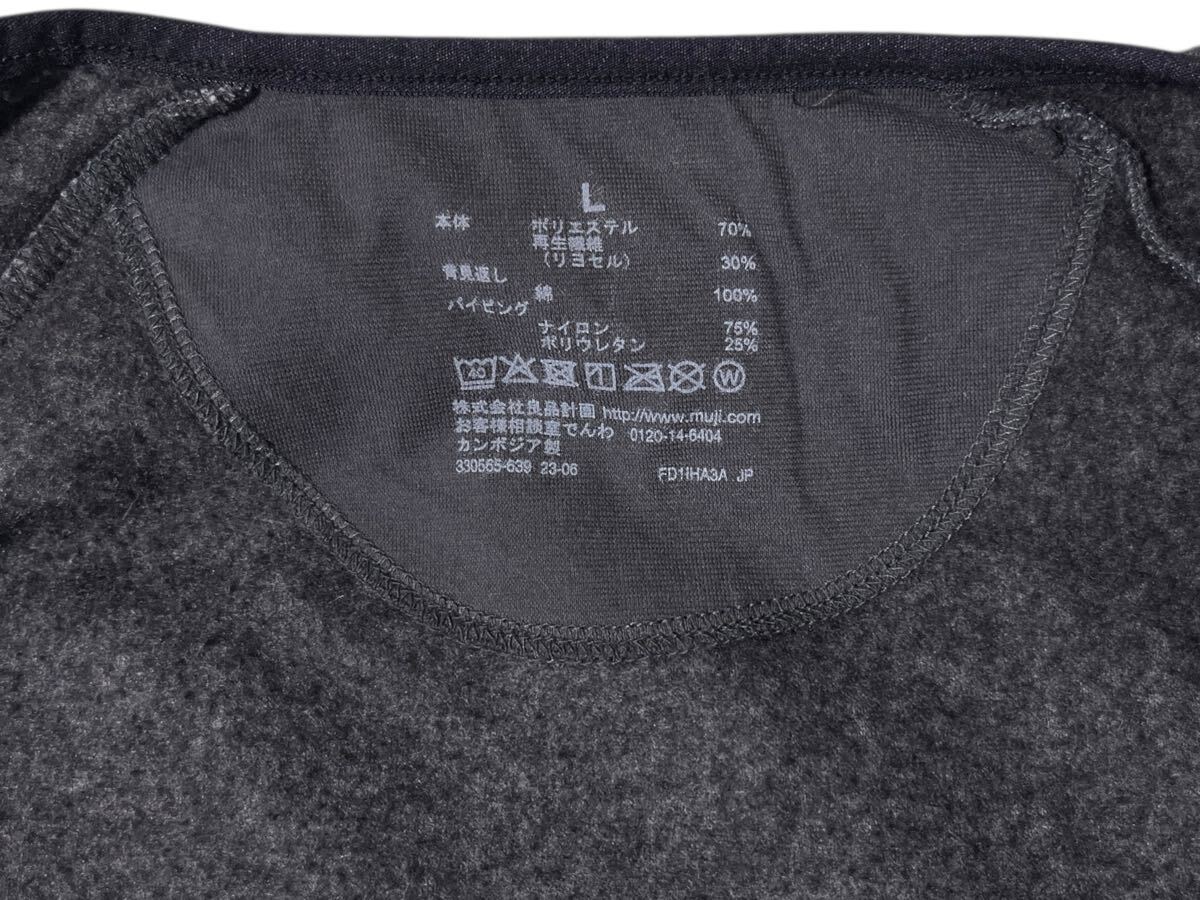 L
本体 ポリエステル 70%
再生繊維
(リヨセル) 30%
背見返し 綿 100%
パイピング
ナイロン 75%
ポリウレタン 25%
40 W
株式会社良品計画 http://www.muji.com
お客様相談室でんわ 0120-14-6404
カンボジア製
330565-639 23-06 FD1IHA3A JP